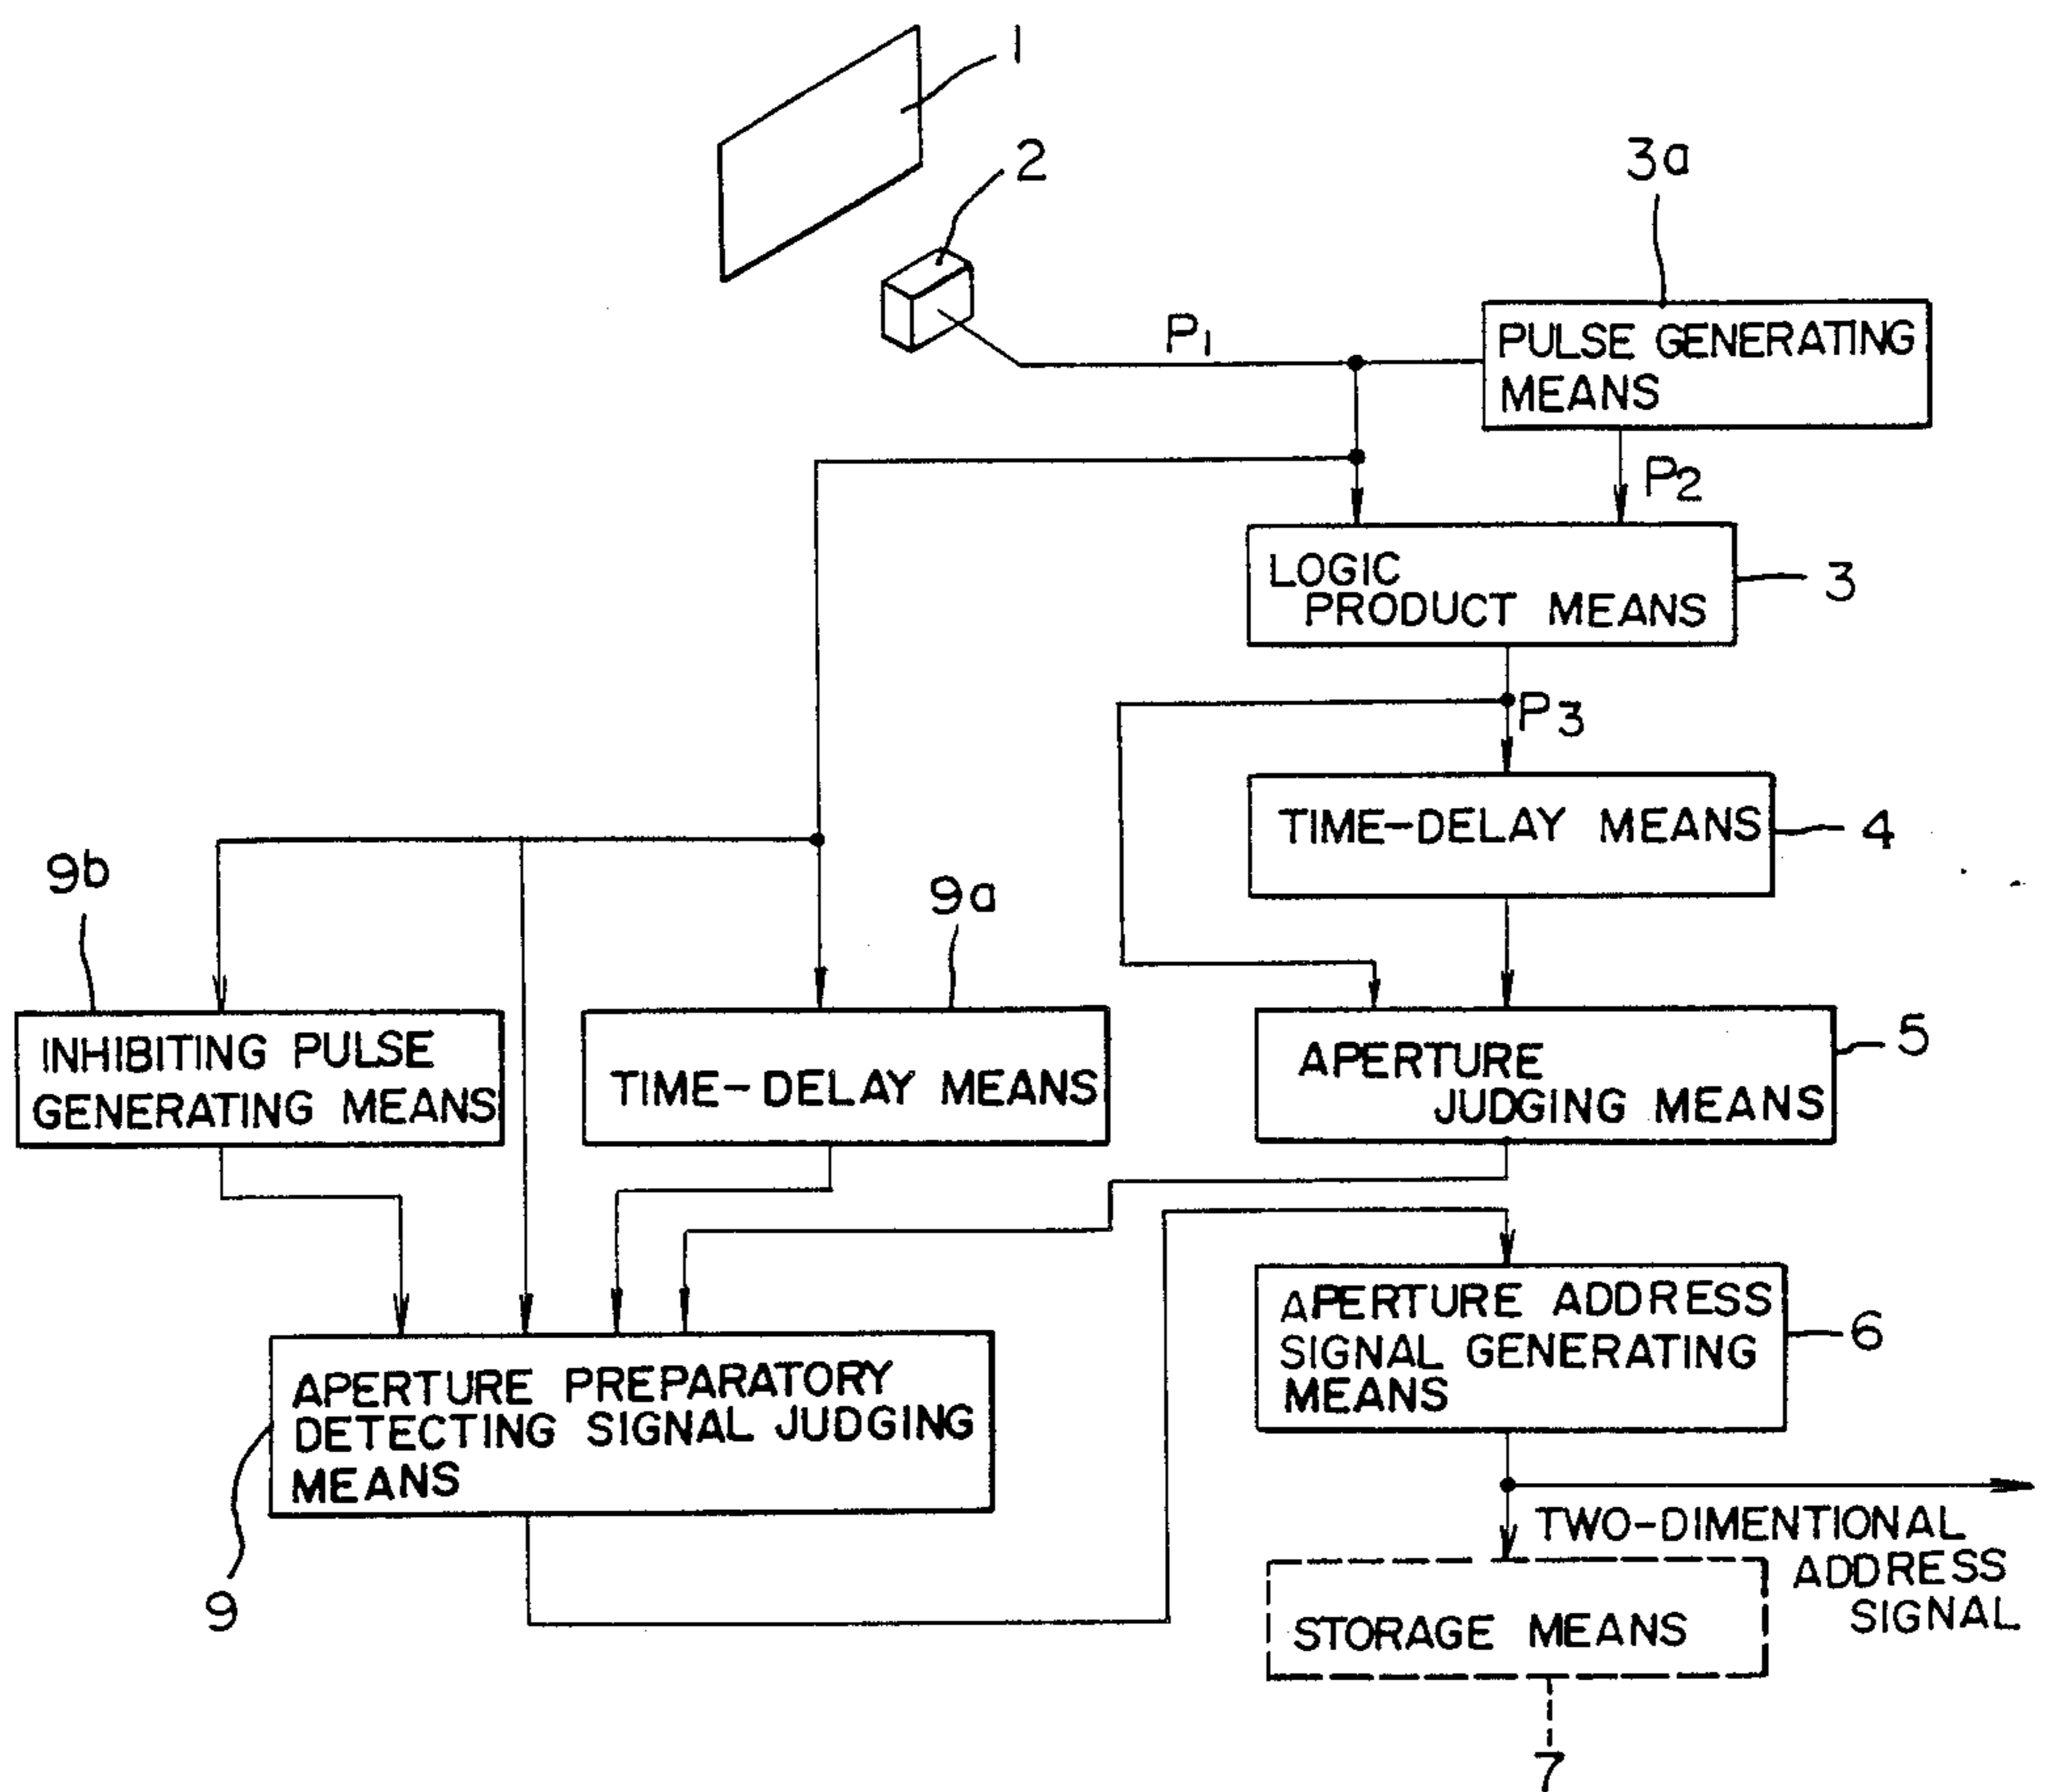 1
2
3a
P1
PULSE GENERATING
MEANS
P2
LOGIC
PRODUCT MEANS
3
P3
TIME-DELAY MEANS
4
9b
9a
INHIBITING PULSE
GENERATING MEANS
TIME-DELAY MEANS
APERTURE
JUDGING MEANS
5
APERTURE PREPARATORY
DETECTING SIGNAL JUDGING
MEANS
9
APERTURE ADDRESS
SIGNAL GENERATING
MEANS
6
TWO-DIMENTIONAL
ADDRESS
SIGNAL
STORAGE MEANS
7